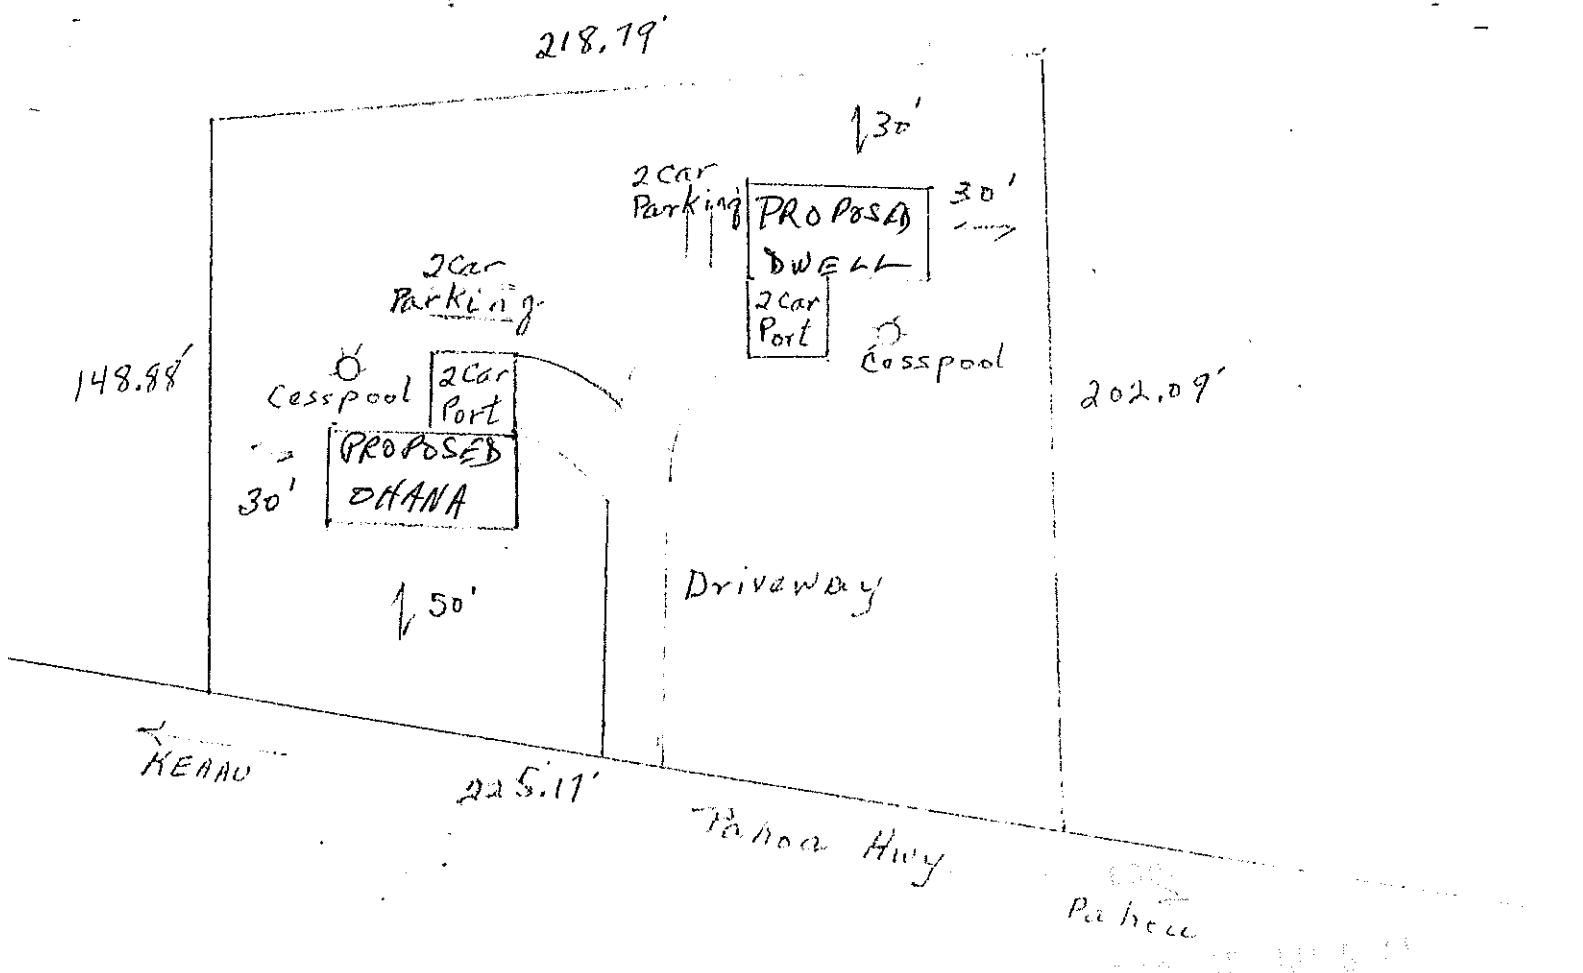 218.79'
30'
2 Car
Parking
PROPOSED
DWELL
30'
2 Car
Port
Cesspool
2 Car
Parking
148.88'
Cesspool
2 Car
Port
202.09'
PROPOSED
OHANA
30'
50'
Driveway
KEAAU
225.17'
Pahoa Hwy
Pahoa